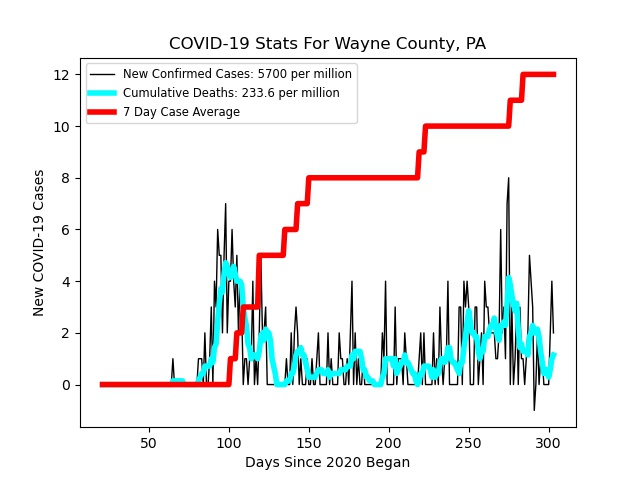 COVID-19 Stats For Wayne County, PA
New Confirmed Cases: 5700 per million
Cumulative Deaths: 233.6 per million
7 Day Case Average
12
10
8
6
4
2
0
New COVID-19 Cases
50
100
150
200
250
300
Days Since 2020 Began